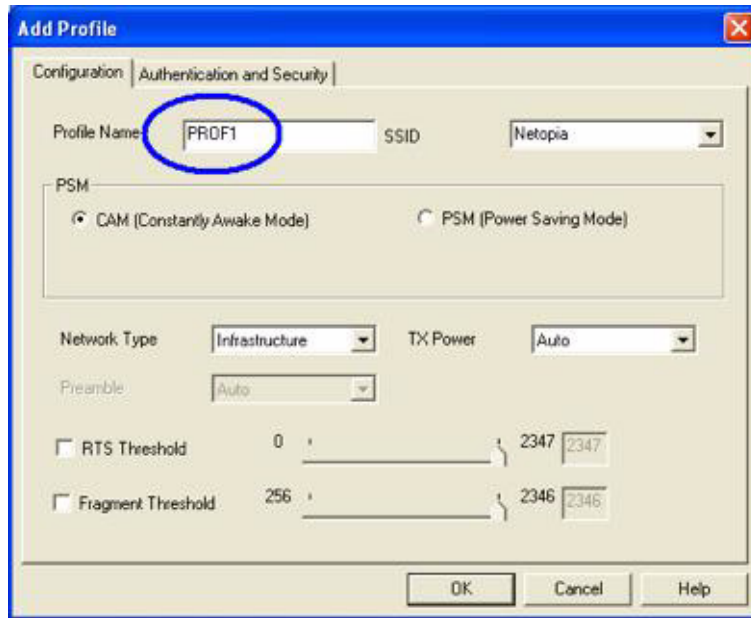 Add Profile
Configuration Authentication and Security
Profile Name PROF1 SSID Netopia
PSM
CAM (Constantly Awake Mode) PSM (Power Saving Mode)
Network Type Infrastructure TX Power Auto
Preamble Auto
RTS Threshold 0 2347 2347
Fragment Threshold 256 2346 2346
OK Cancel Help